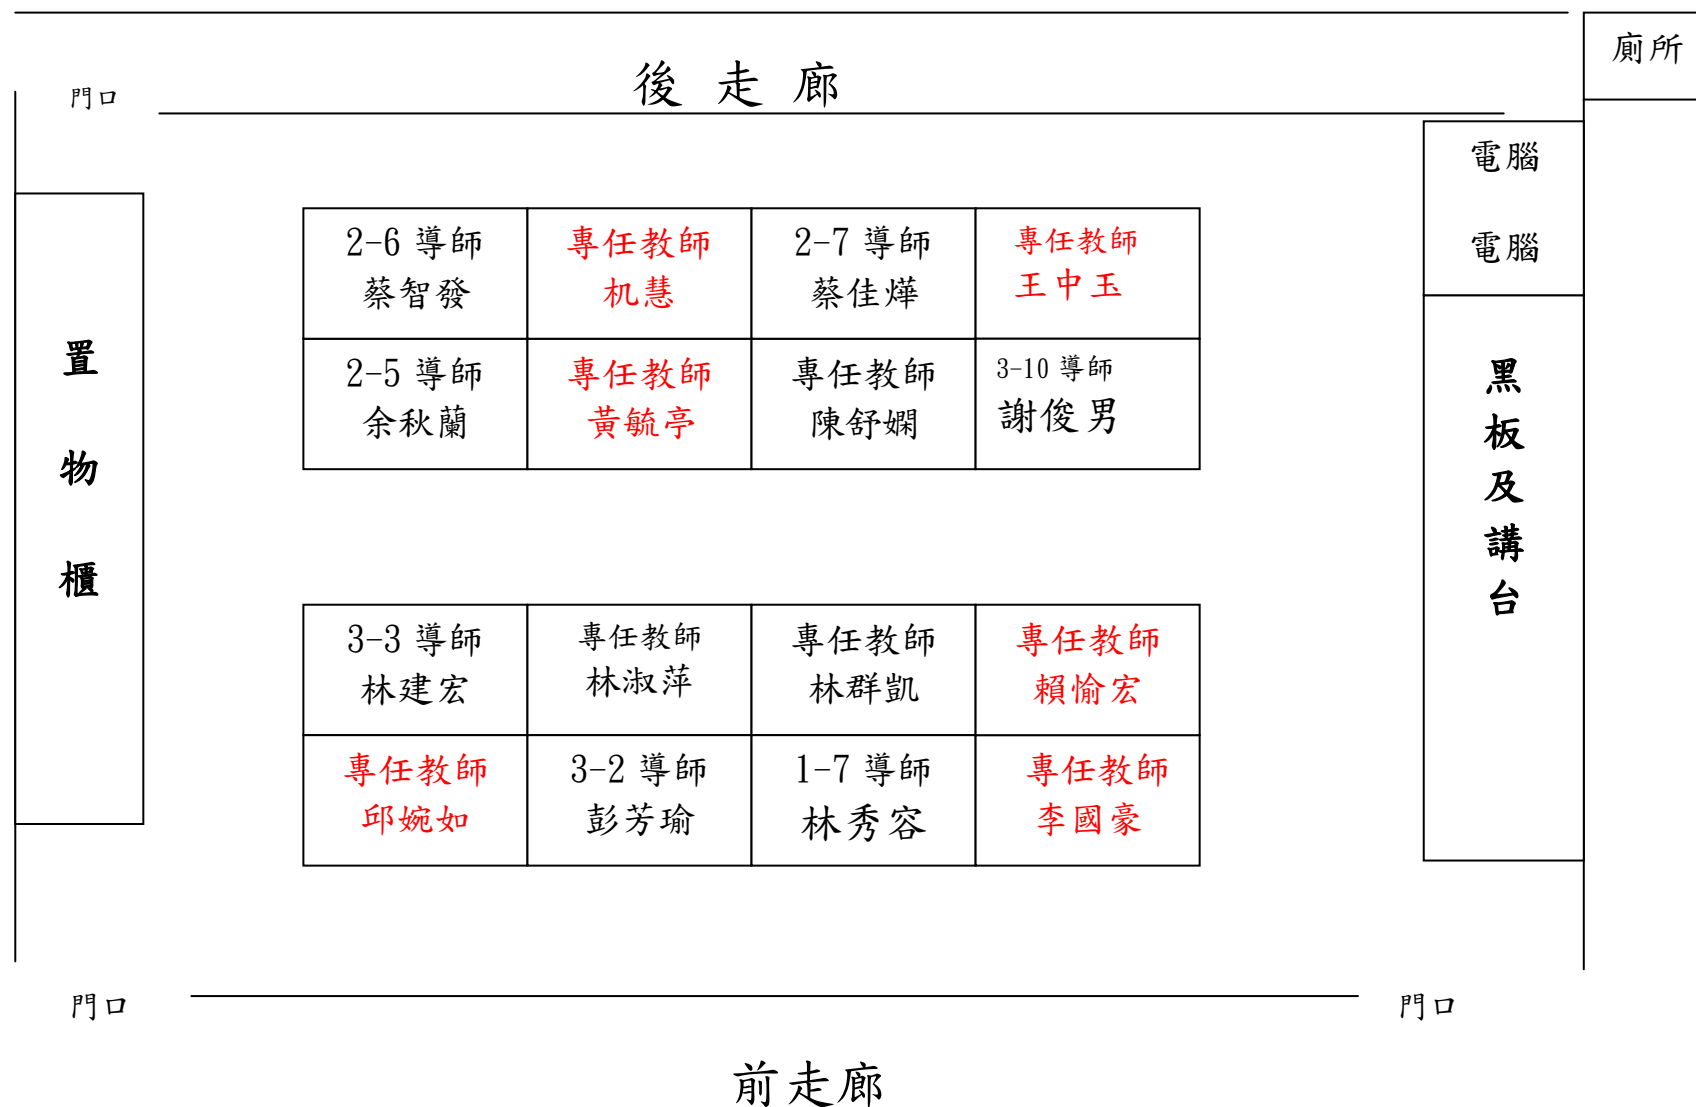 廁所
後走廊
門口
電腦
電腦
置物櫃
2-6 導師
蔡智發
專任教師
机慧
2-7 導師
蔡佳燁
專任教師
王中玉
2-5 導師
余秋蘭
專任教師
黃毓亭
專任教師
陳舒嫻
3-10 導師
謝俊男
黑板及講台
3-3 導師
林建宏
專任教師
林淑萍
專任教師
林群凱
專任教師
賴愉宏
專任教師
邱婉如
3-2 導師
彭芳瑜
1-7 導師
林秀容
專任教師
李國豪
門口
門口
前走廊